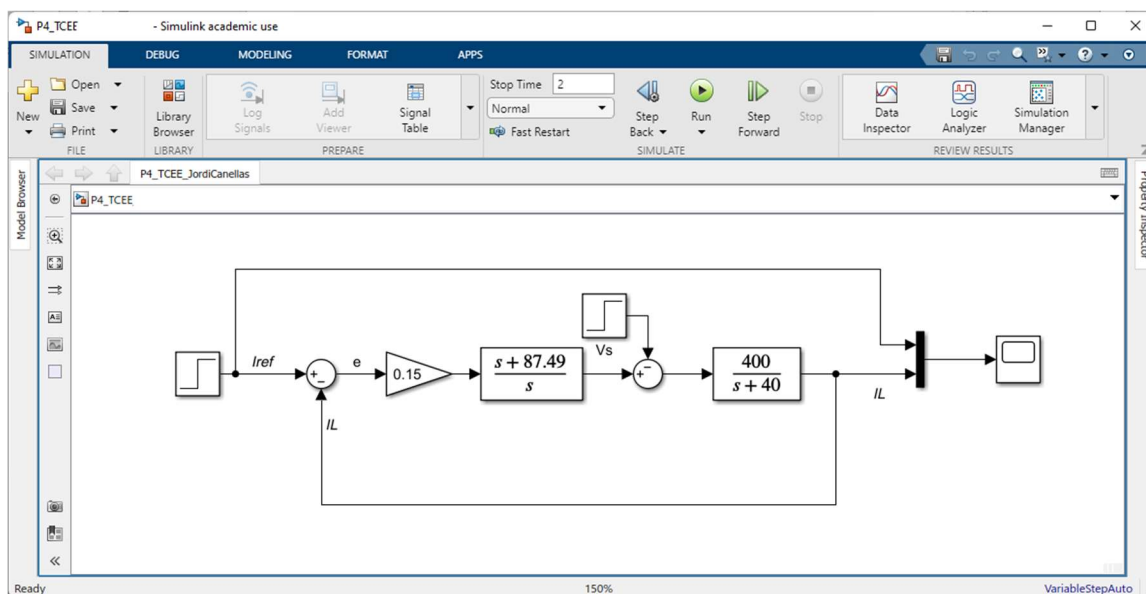 P4_TCEE - Simulink academic use
SIMULATION DEBUG MODELING FORMAT APPS
New
Open
Save
Print
FILE
Library Browser
LIBRARY
Log Signals
Add Viewer
Signal Table
PREPARE
Stop Time 2
Normal
Fast Restart
Step Back
Run
Step Forward
Stop
SIMULATE
Data Inspector
Logic Analyzer
Simulation Manager
REVIEW RESULTS
Model Browser
P4_TCEE_JordiCanellas
P4_TCEE
Property Inspector
Iref
+
-
e
0.15
s + 87.49
s
Vs
+
-
400
s + 40
IL
IL
Ready 150% VariableStepAuto